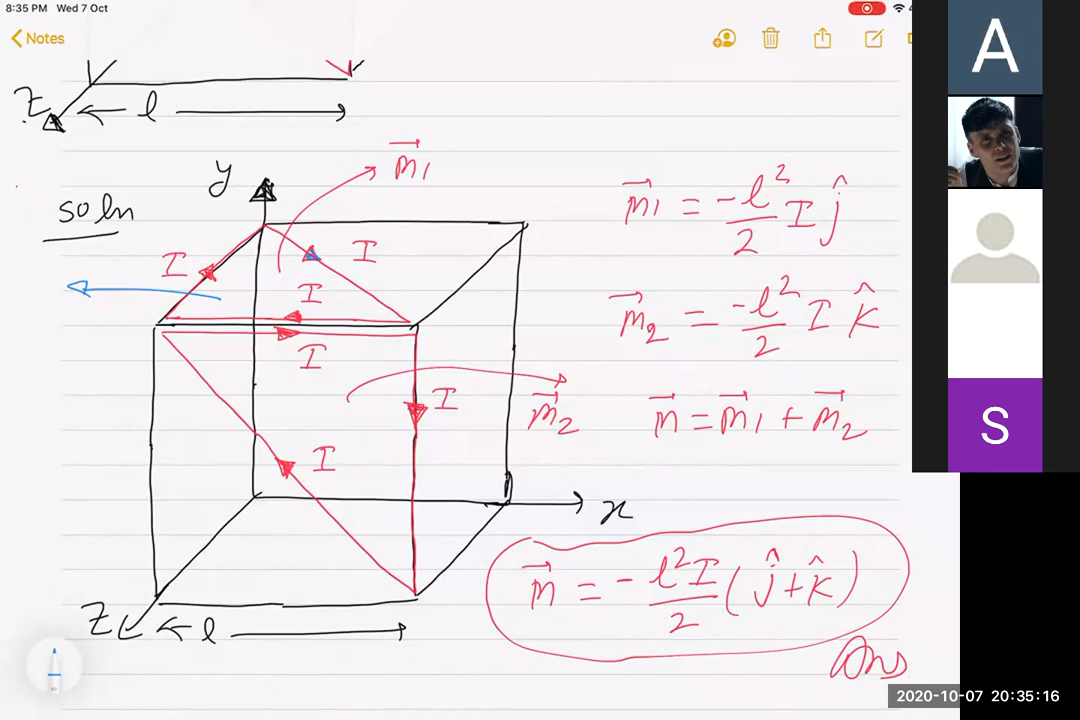 8:35 PM Wed 7 Oct
Notes
Z
l
A
y
m⃗1
soln
I
I
I
I
m⃗1 = -l²/2 I ĵ
m⃗2 = -l²/2 I k̂
I
m⃗2
m⃗ = m⃗1 + m⃗2
I
S
x
m⃗ = - l²I/2 (ĵ+k̂)
Z
l
Ans
2020-10-07 20:35:16